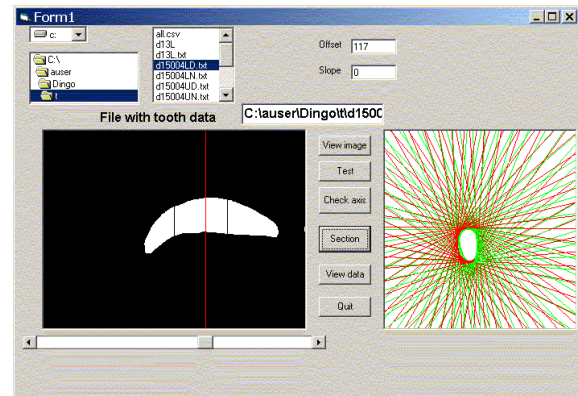 Form1
c:
C:\
auser
Dingo
t
all.csv
d13L
d13L.txt
d15004LD.txt
d15004LN.txt
d15004UD.txt
d15004UN.txt
Offset 117
Slope 0
File with tooth data
C:\auser\Dingo\tt\d1500
View image
Test
Check axis
Section
View data
Quit